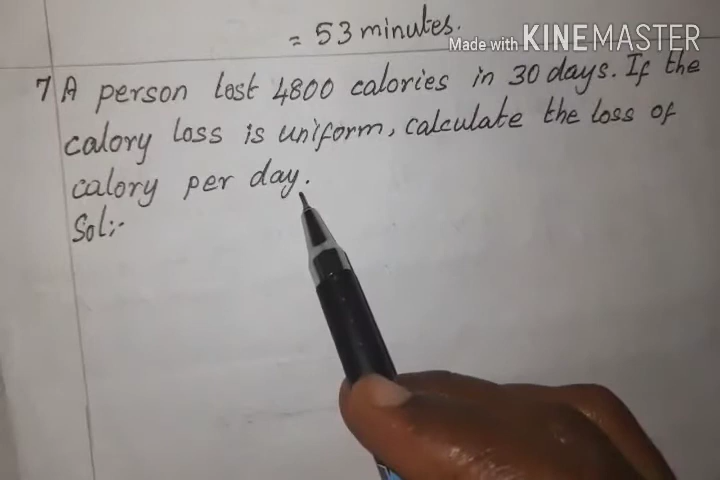 = 53 minutes.
Made with KINEMASTER
7 A person lost 4800 calories in 30 days. If the
calory loss is uniform, calculate the loss of
calory per day.
Sol:-